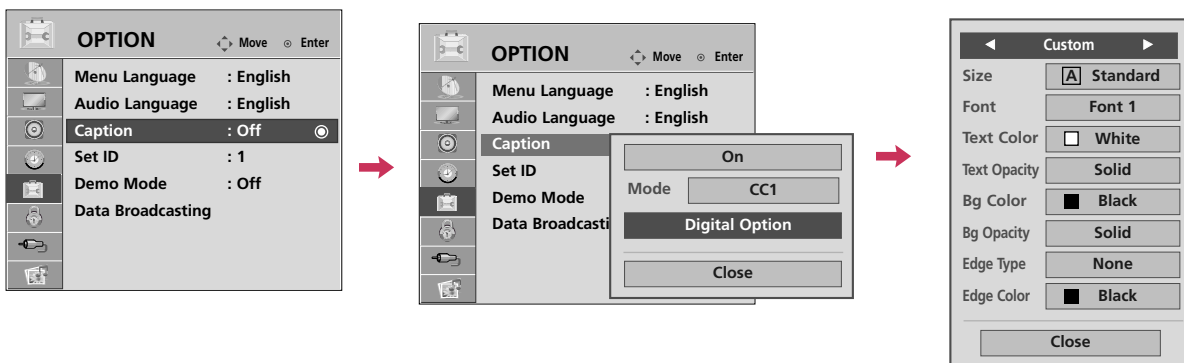 OPTION Move Enter
Menu Language : English
Audio Language : English
Caption : Off
Set ID : 1
Demo Mode : Off
Data Broadcasting
OPTION Move Enter
Menu Language : English
Audio Language : English
Caption
Set ID
Demo Mode
Data Broadcasti
On
Mode CC1
Digital Option
Close
Custom
Size A Standard
Font Font 1
Text Color White
Text Opacity Solid
Bg Color Black
Bg Opacity Solid
Edge Type None
Edge Color Black
Close